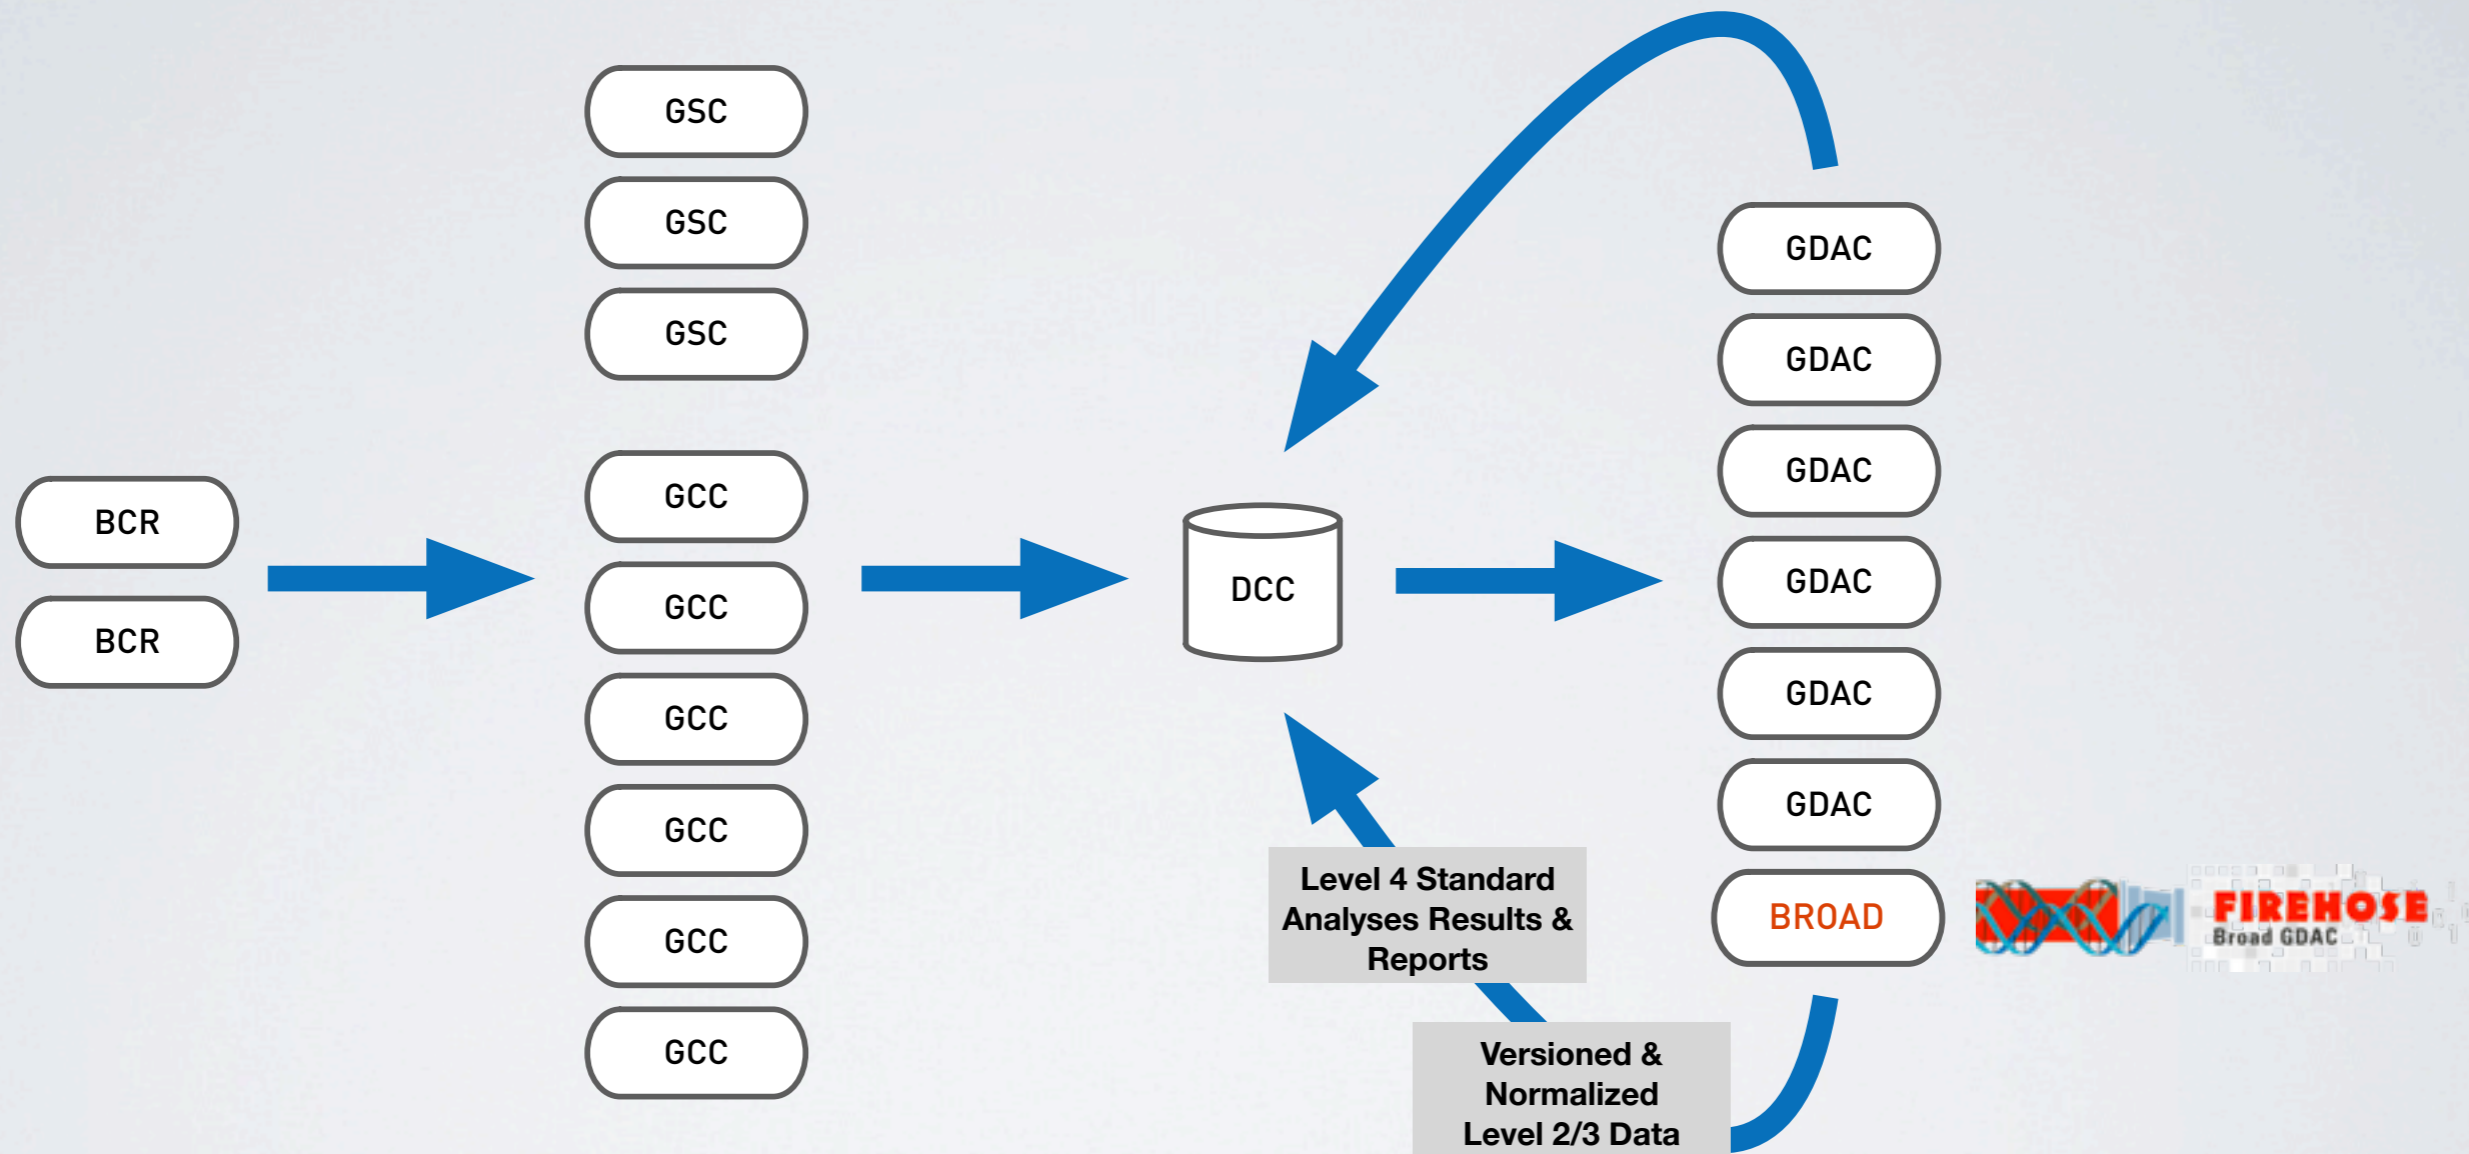 BCR
BCR
GSC
GSC
GSC
GCC
GCC
GCC
GCC
GCC
GCC
DCC
Level 4 Standard
Analyses Results &
Reports
Versioned &
Normalized
Level 2/3 Data
GDAC
GDAC
GDAC
GDAC
GDAC
GDAC
BROAD
FIREHOSE
Broad GDAC